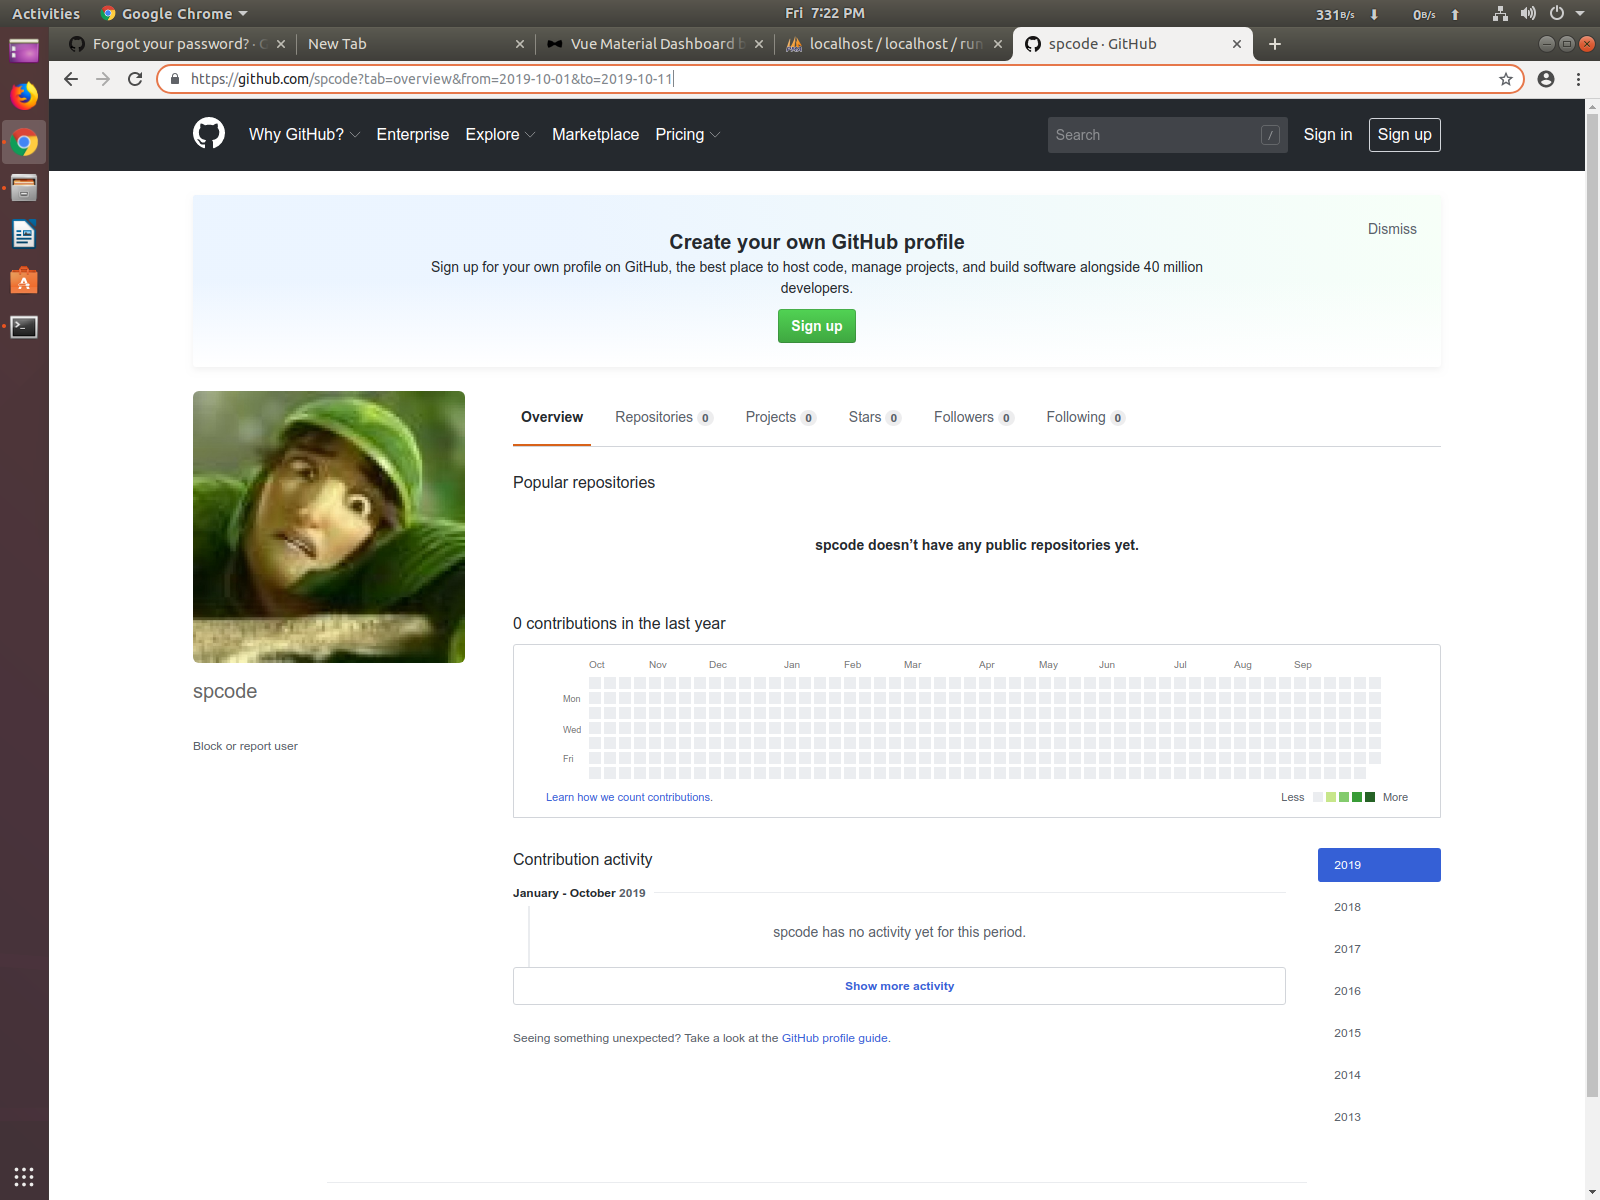 Activities Google Chrome Fri 7:22 PM 331B/s 0B/s
Forgot your password? · New Tab Vue Material Dashboard localhost / localhost / run spcode · GitHub
https://github.com/spcode?tab=overview&from=2019-10-01&to=2019-10-11
Why GitHub? Enterprise Explore Marketplace Pricing Search / Sign in Sign up
Dismiss
Create your own GitHub profile
Sign up for your own profile on GitHub, the best place to host code, manage projects, and build software alongside 40 million
developers.
Sign up
Overview Repositories 0 Projects 0 Stars 0 Followers 0 Following 0
Popular repositories
spcode doesn’t have any public repositories yet.
spcode
Block or report user
0 contributions in the last year
Oct Nov Dec Jan Feb Mar Apr May Jun Jul Aug Sep
Mon
Wed
Fri
Learn how we count contributions. Less More
Contribution activity
January - October 2019
spcode has no activity yet for this period.
Show more activity
Seeing something unexpected? Take a look at the GitHub profile guide.
2019
2018
2017
2016
2015
2014
2013